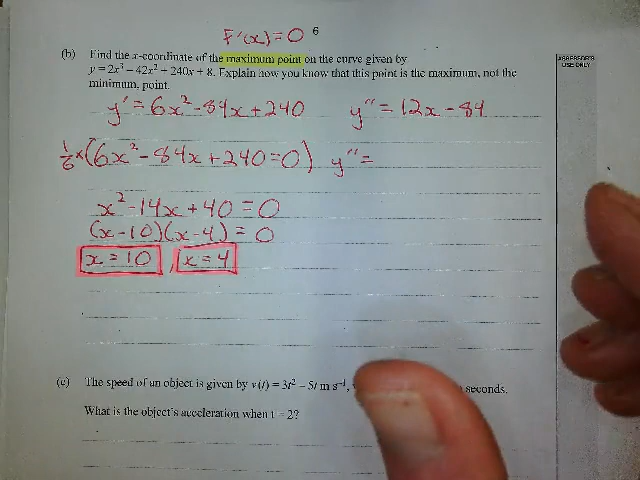 F'(x) = 0 6
(b) Find the x-coordinate of the maximum point on the curve given by
y = 2x³ − 42x² + 240x + 8. Explain how you know that this point is the maximum, not the
minimum, point.
ASSESSOR'S
USE ONLY
y' = 6x² - 84x + 240 y'' = 12x - 84
1/6 × (6x² - 84x + 240 = 0) y'' =
x² - 14x + 40 = 0
(x - 10)(x - 4) = 0
x = 10 , x = 4
(c) The speed of an object is given by v(t) = 3t² − 5t m s⁻¹, seconds.
What is the object's acceleration when t = 2?